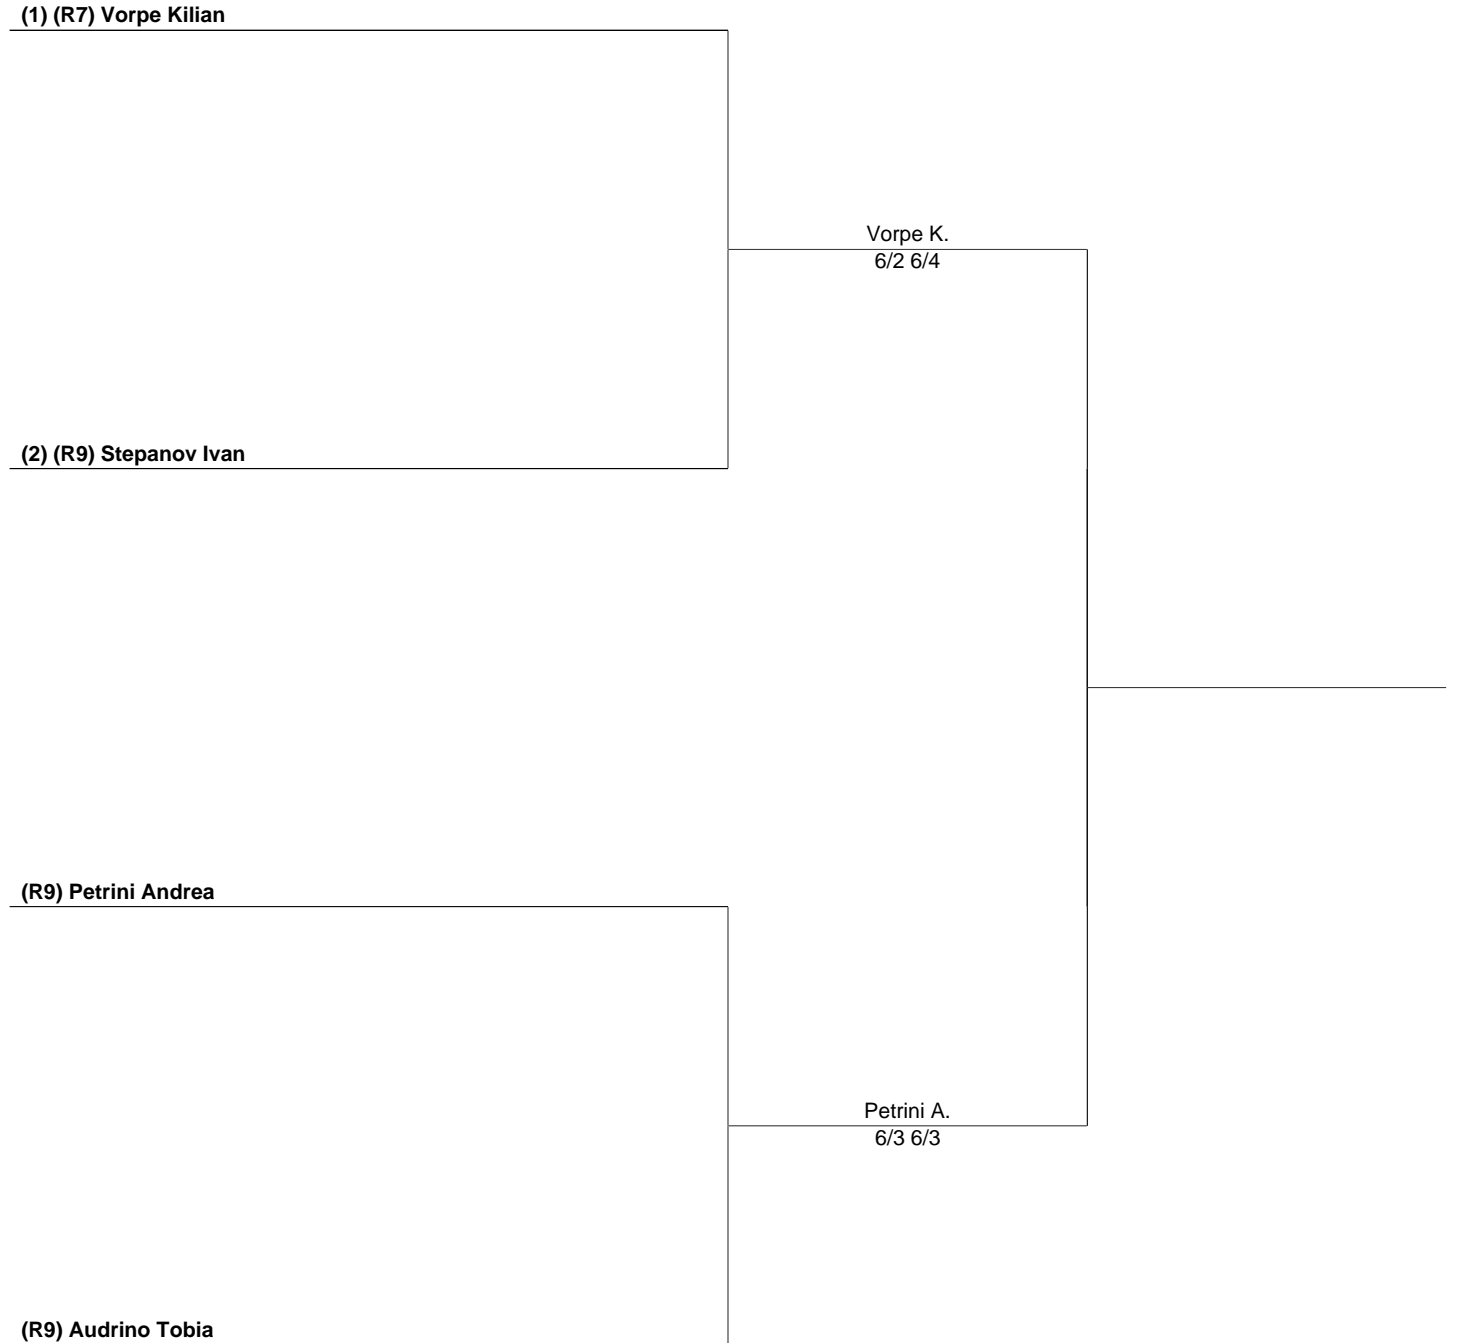 (1) (R7) Vorpe Kilian
Vorpe K.
6/2 6/4
(2) (R9) Stepanov Ivan
(R9) Petrini Andrea
Petrini A.
6/3 6/3
(R9) Audrino Tobia